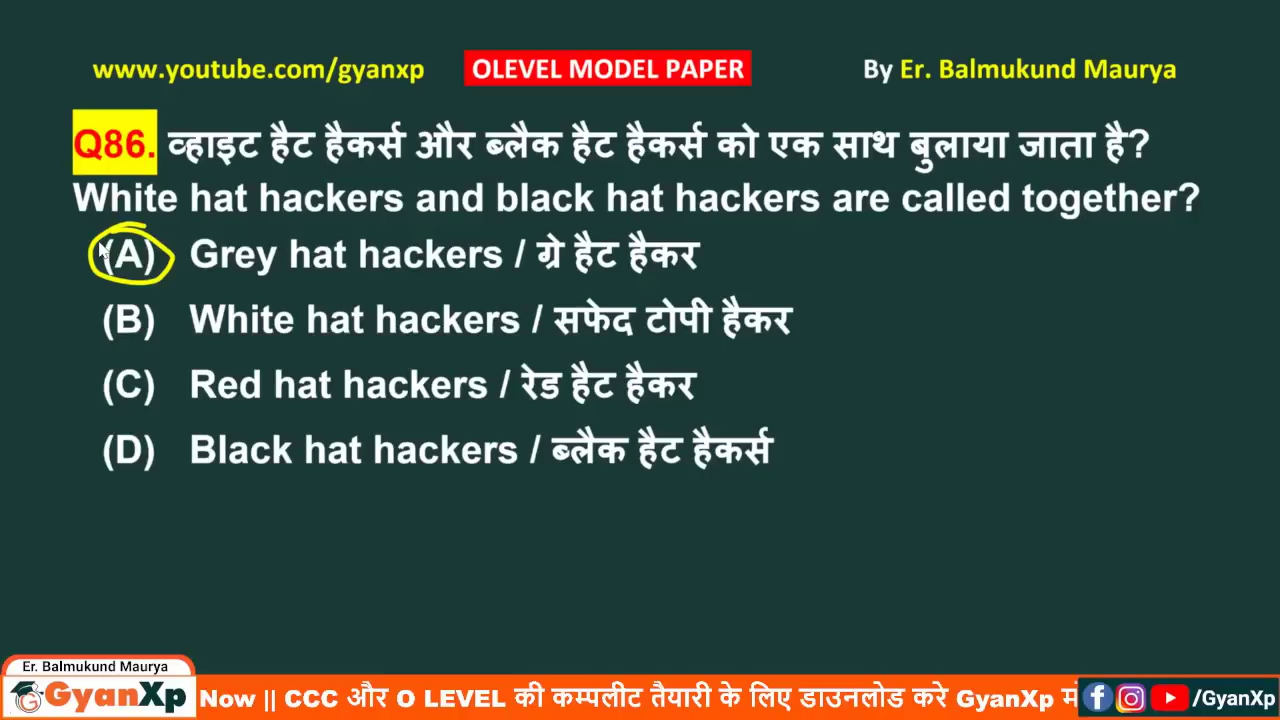 www.youtube.com/gyanxp OLEVEL MODEL PAPER By Er. Balmukund Maurya
Q86. व्हाइट हैट हैकर्स और ब्लैक हैट हैकर्स को एक साथ बुलाया जाता है?
White hat hackers and black hat hackers are called together?
(A) Grey hat hackers / ग्रे हैट हैकर
(B) White hat hackers / सफेद टोपी हैकर
(C) Red hat hackers / रेड हैट हैकर
(D) Black hat hackers / ब्लैक हैट हैकर्स
Er. Balmukund Maurya
GyanXp Now || CCC और O LEVEL की कम्पलीट तैयारी के लिए डाउनलोड करे GyanXp /GyanXp